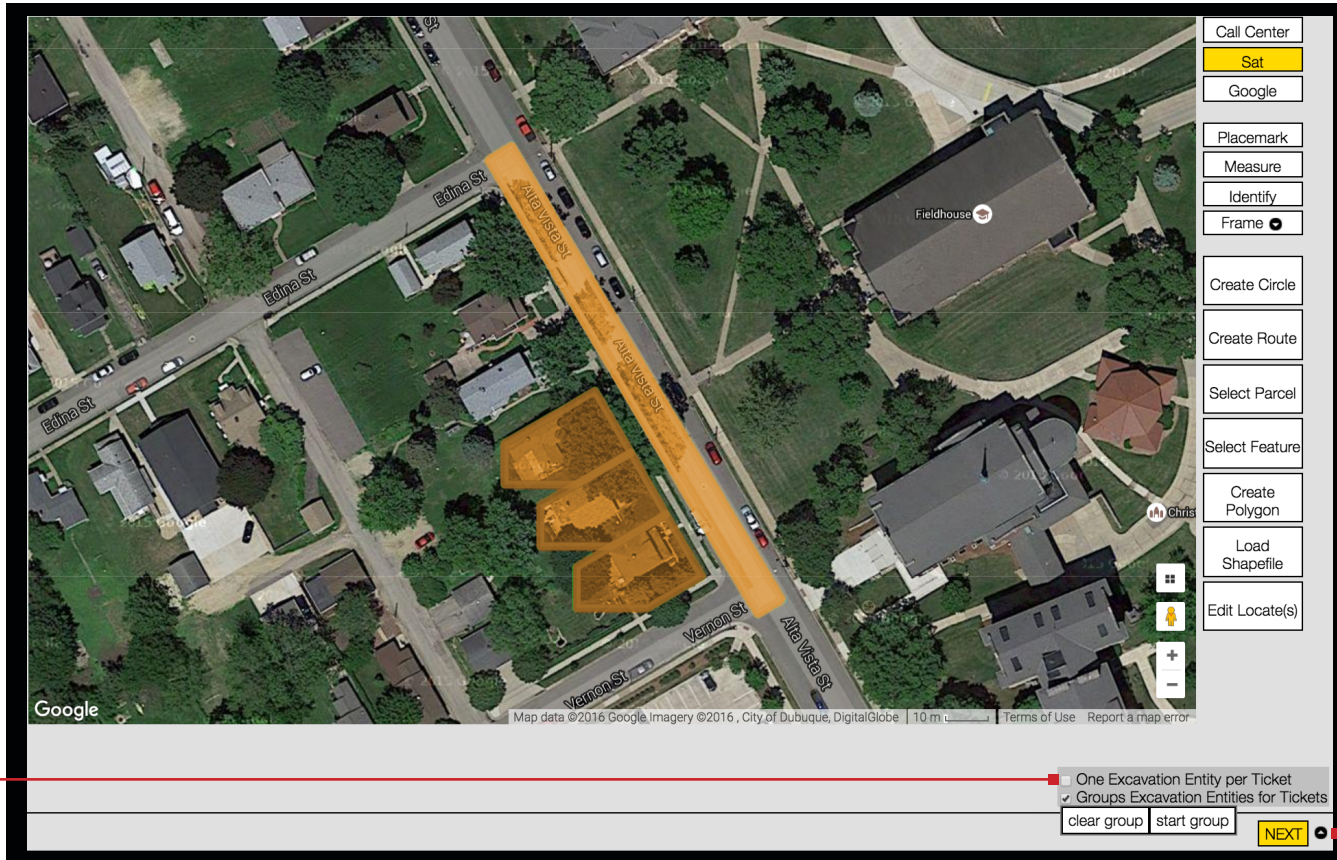 Call Center
Sat
Google
Placemark
Measure
Identify
Frame
Create Circle
Create Route
Select Parcel
Select Feature
Create
Polygon
Load
Shapefile
Edit Locate(s)
Edina St
Alta Vista St
Fieldhouse
Edina St
Alta Vista St
Edina St
Chris
Vernon St
Alta Vista St
Vernon St
Google
Map data ©2016 Google Imagery ©2016 , City of Dubuque, DigitalGlobe
10 m
Terms of Use
Report a map error
One Excavation Entity per Ticket
Groups Excavation Entities for Tickets
clear group
start group
NEXT